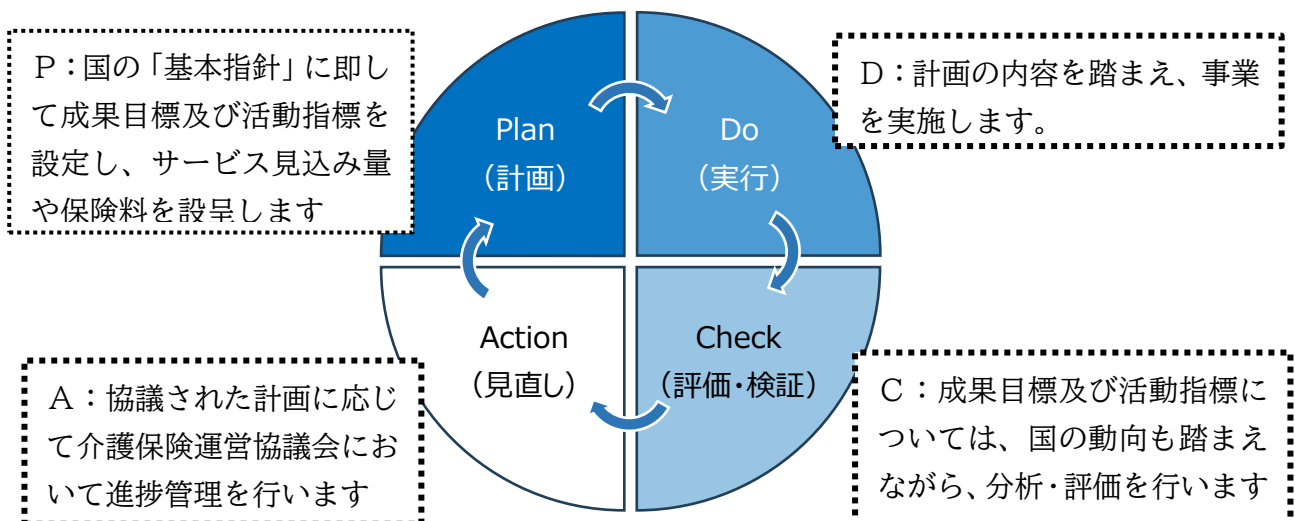 P：国の「基本指針」に即し
て成果目標及び活動指標を
設定し、サービス見込み量
や保険料を設呈します
Plan
（計画）
Do
（実行）
D：計画の内容を踏まえ、事業
を実施します。
Action
（見直し）
Check
（評価・検証）
A：協議された計画に応じ
て介護保険運営協議会にお
いて進捗管理を行います
C：成果目標及び活動指標に
ついては、国の動向も踏まえ
ながら、分析・評価を行います